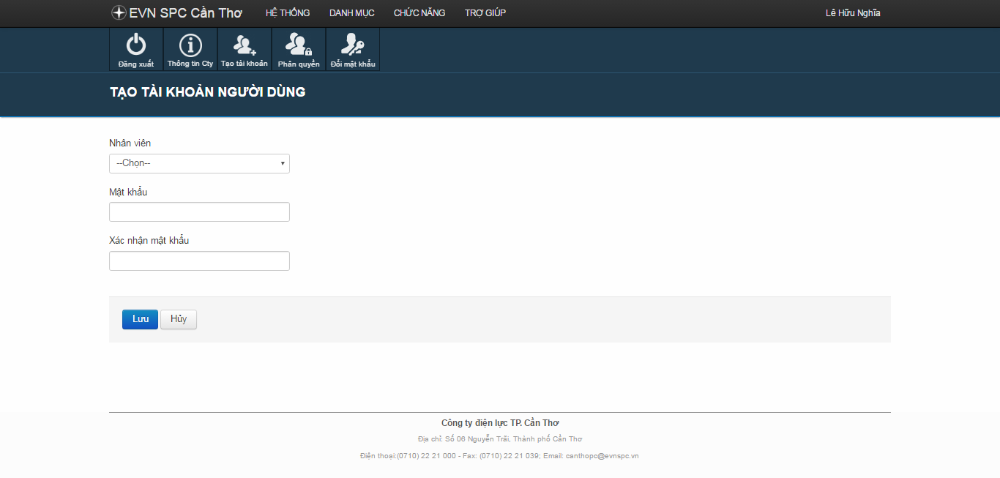 EVN SPC Cần Thơ HỆ THỐNG DANH MỤC CHỨC NĂNG TRỢ GIÚP Lê Hữu Nghĩa
Đăng xuất Thông tin Cty Tạo tài khoản Phân quyền Đổi mật khẩu
TẠO TÀI KHOẢN NGƯỜI DÙNG
Nhân viên
--Chọn--
Mật khẩu
Xác nhận mật khẩu
Lưu Hủy
Công ty điện lực TP. Cần Thơ
Địa chỉ: Số 06 Nguyễn Trãi, Thành phố Cần Thơ
Điện thoại:(0710) 22 21 000 - Fax: (0710) 22 21 039; Email: canthopc@evnspc.vn